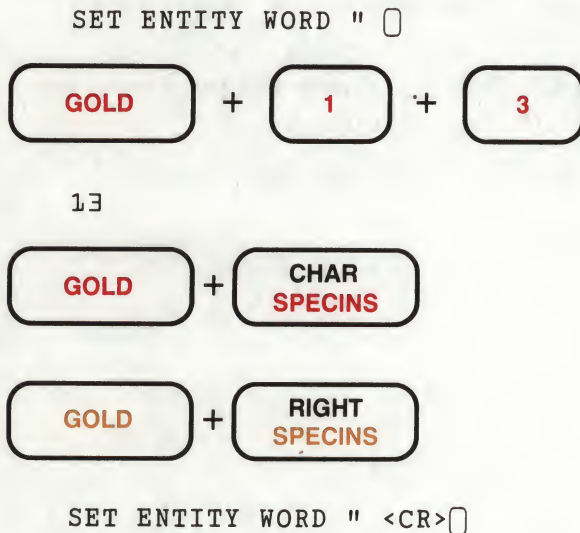 SET ENTITY WORD "
GOLD + 1 + 3
13
GOLD + CHAR SPECINS
GOLD + RIGHT SPECINS
SET ENTITY WORD " <CR>